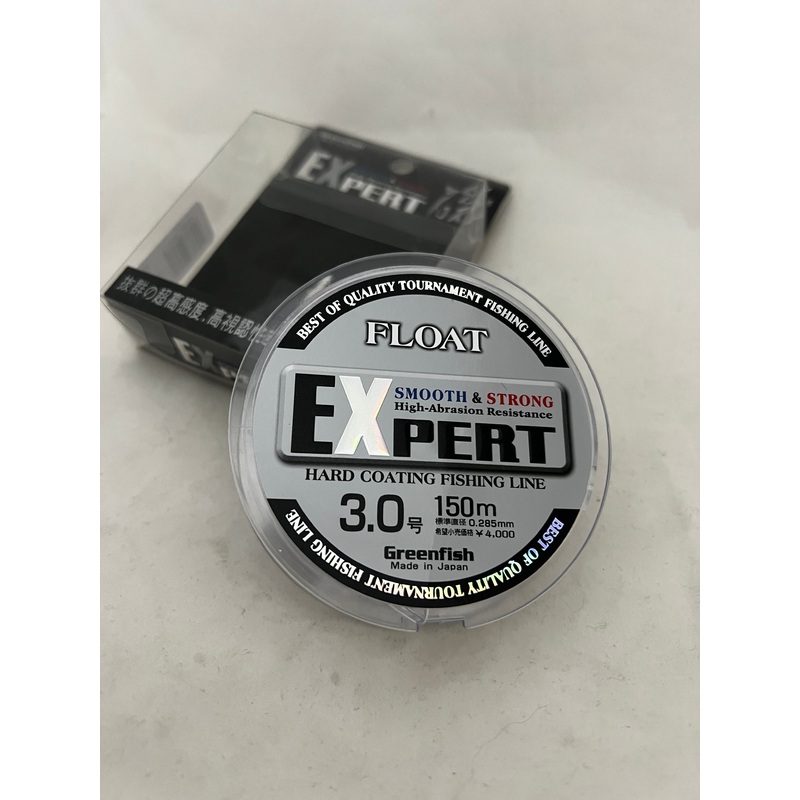 EXPERT
抜群の超高感度.高視認性
EX
BEST OF QUALITY TOURNAMENT FISHING LINE
FLOAT
SMOOTH & STRONG
High-Abrasion Resistance
EXPERT
HARD COATING FISHING LINE
3.0号
150m
標準直径 0.285mm
希望小売価格 ¥4,000
Greenfish
Made in Japan
BEST OF QUALITY TOURNAMENT FISHING LINE